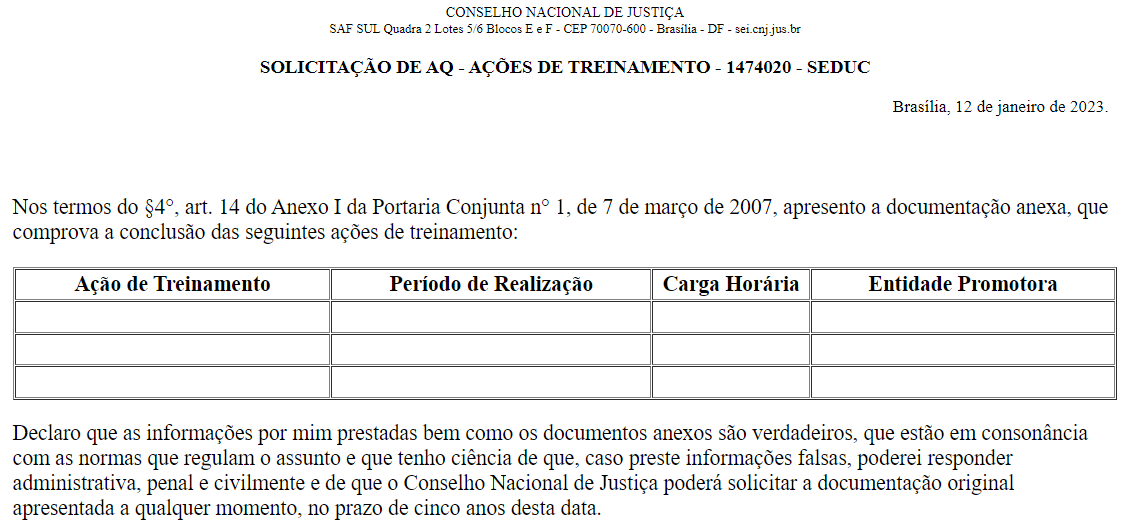 CONSELHO NACIONAL DE JUSTIÇA
SAF SUL Quadra 2 Lotes 5/6 Blocos E e F - CEP 70070-600 - Brasília - DF - sei.cnj.jus.br
SOLICITAÇÃO DE AQ - AÇÕES DE TREINAMENTO - 1474020 - SEDUC
Brasília, 12 de janeiro de 2023.
Nos termos do §4°, art. 14 do Anexo I da Portaria Conjunta n° 1, de 7 de março de 2007, apresento a documentação anexa, que
comprova a conclusão das seguintes ações de treinamento:
Ação de Treinamento Período de Realização Carga Horária Entidade Promotora
Declaro que as informações por mim prestadas bem como os documentos anexos são verdadeiros, que estão em consonância
com as normas que regulam o assunto e que tenho ciência de que, caso preste informações falsas, poderei responder
administrativa, penal e civilmente e de que o Conselho Nacional de Justiça poderá solicitar a documentação original
apresentada a qualquer momento, no prazo de cinco anos desta data.